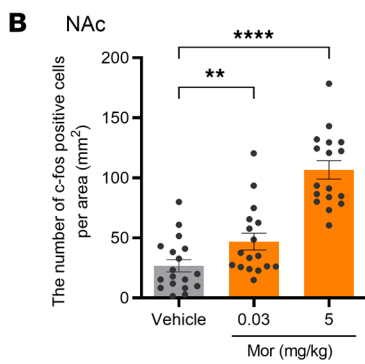 B NAc
****
**
The number of c-fos positive cells
per area (mm²)
200
150
100
50
0
Vehicle 0.03 5
Mor (mg/kg)